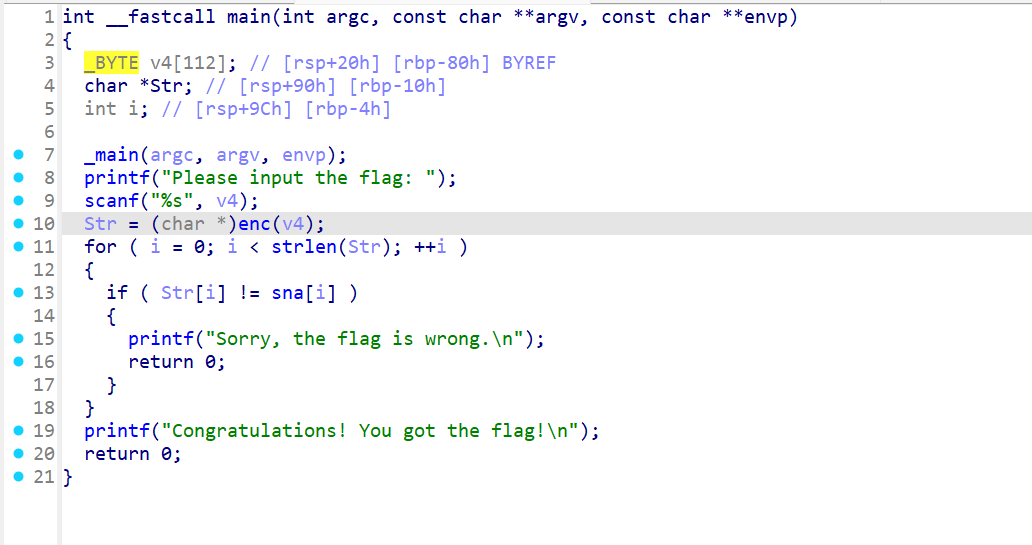 1 int __fastcall main(int argc, const char **argv, const char **envp)
2 {
3 _BYTE v4[112]; // [rsp+20h] [rbp-80h] BYREF
4 char *Str; // [rsp+90h] [rbp-10h]
5 int i; // [rsp+9Ch] [rbp-4h]
6
7 _main(argc, argv, envp);
8 printf("Please input the flag: ");
9 scanf("%s", v4);
10 Str = (char *)enc(v4);
11 for ( i = 0; i < strlen(Str); ++i )
12 {
13 if ( Str[i] != sna[i] )
14 {
15 printf("Sorry, the flag is wrong.\n");
16 return 0;
17 }
18 }
19 printf("Congratulations! You got the flag!\n");
20 return 0;
21 }